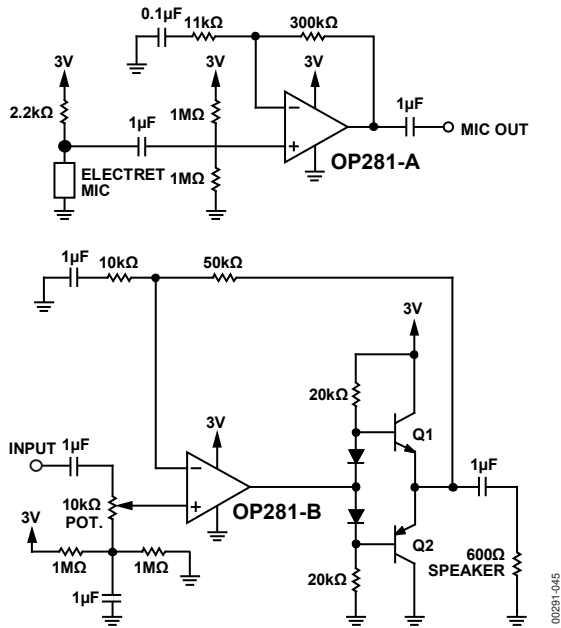 0.1µF
11kΩ
300kΩ
3V
3V
3V
2.2kΩ
1µF
1MΩ
1µF
MIC OUT
OP281-A
ELECTRET
MIC
1MΩ
1µF
10kΩ
50kΩ
3V
20kΩ
Q1
3V
INPUT
1µF
1µF
10kΩ
POT.
OP281-B
3V
Q2
1MΩ
1MΩ
600Ω
SPEAKER
20kΩ
1µF
00291-045